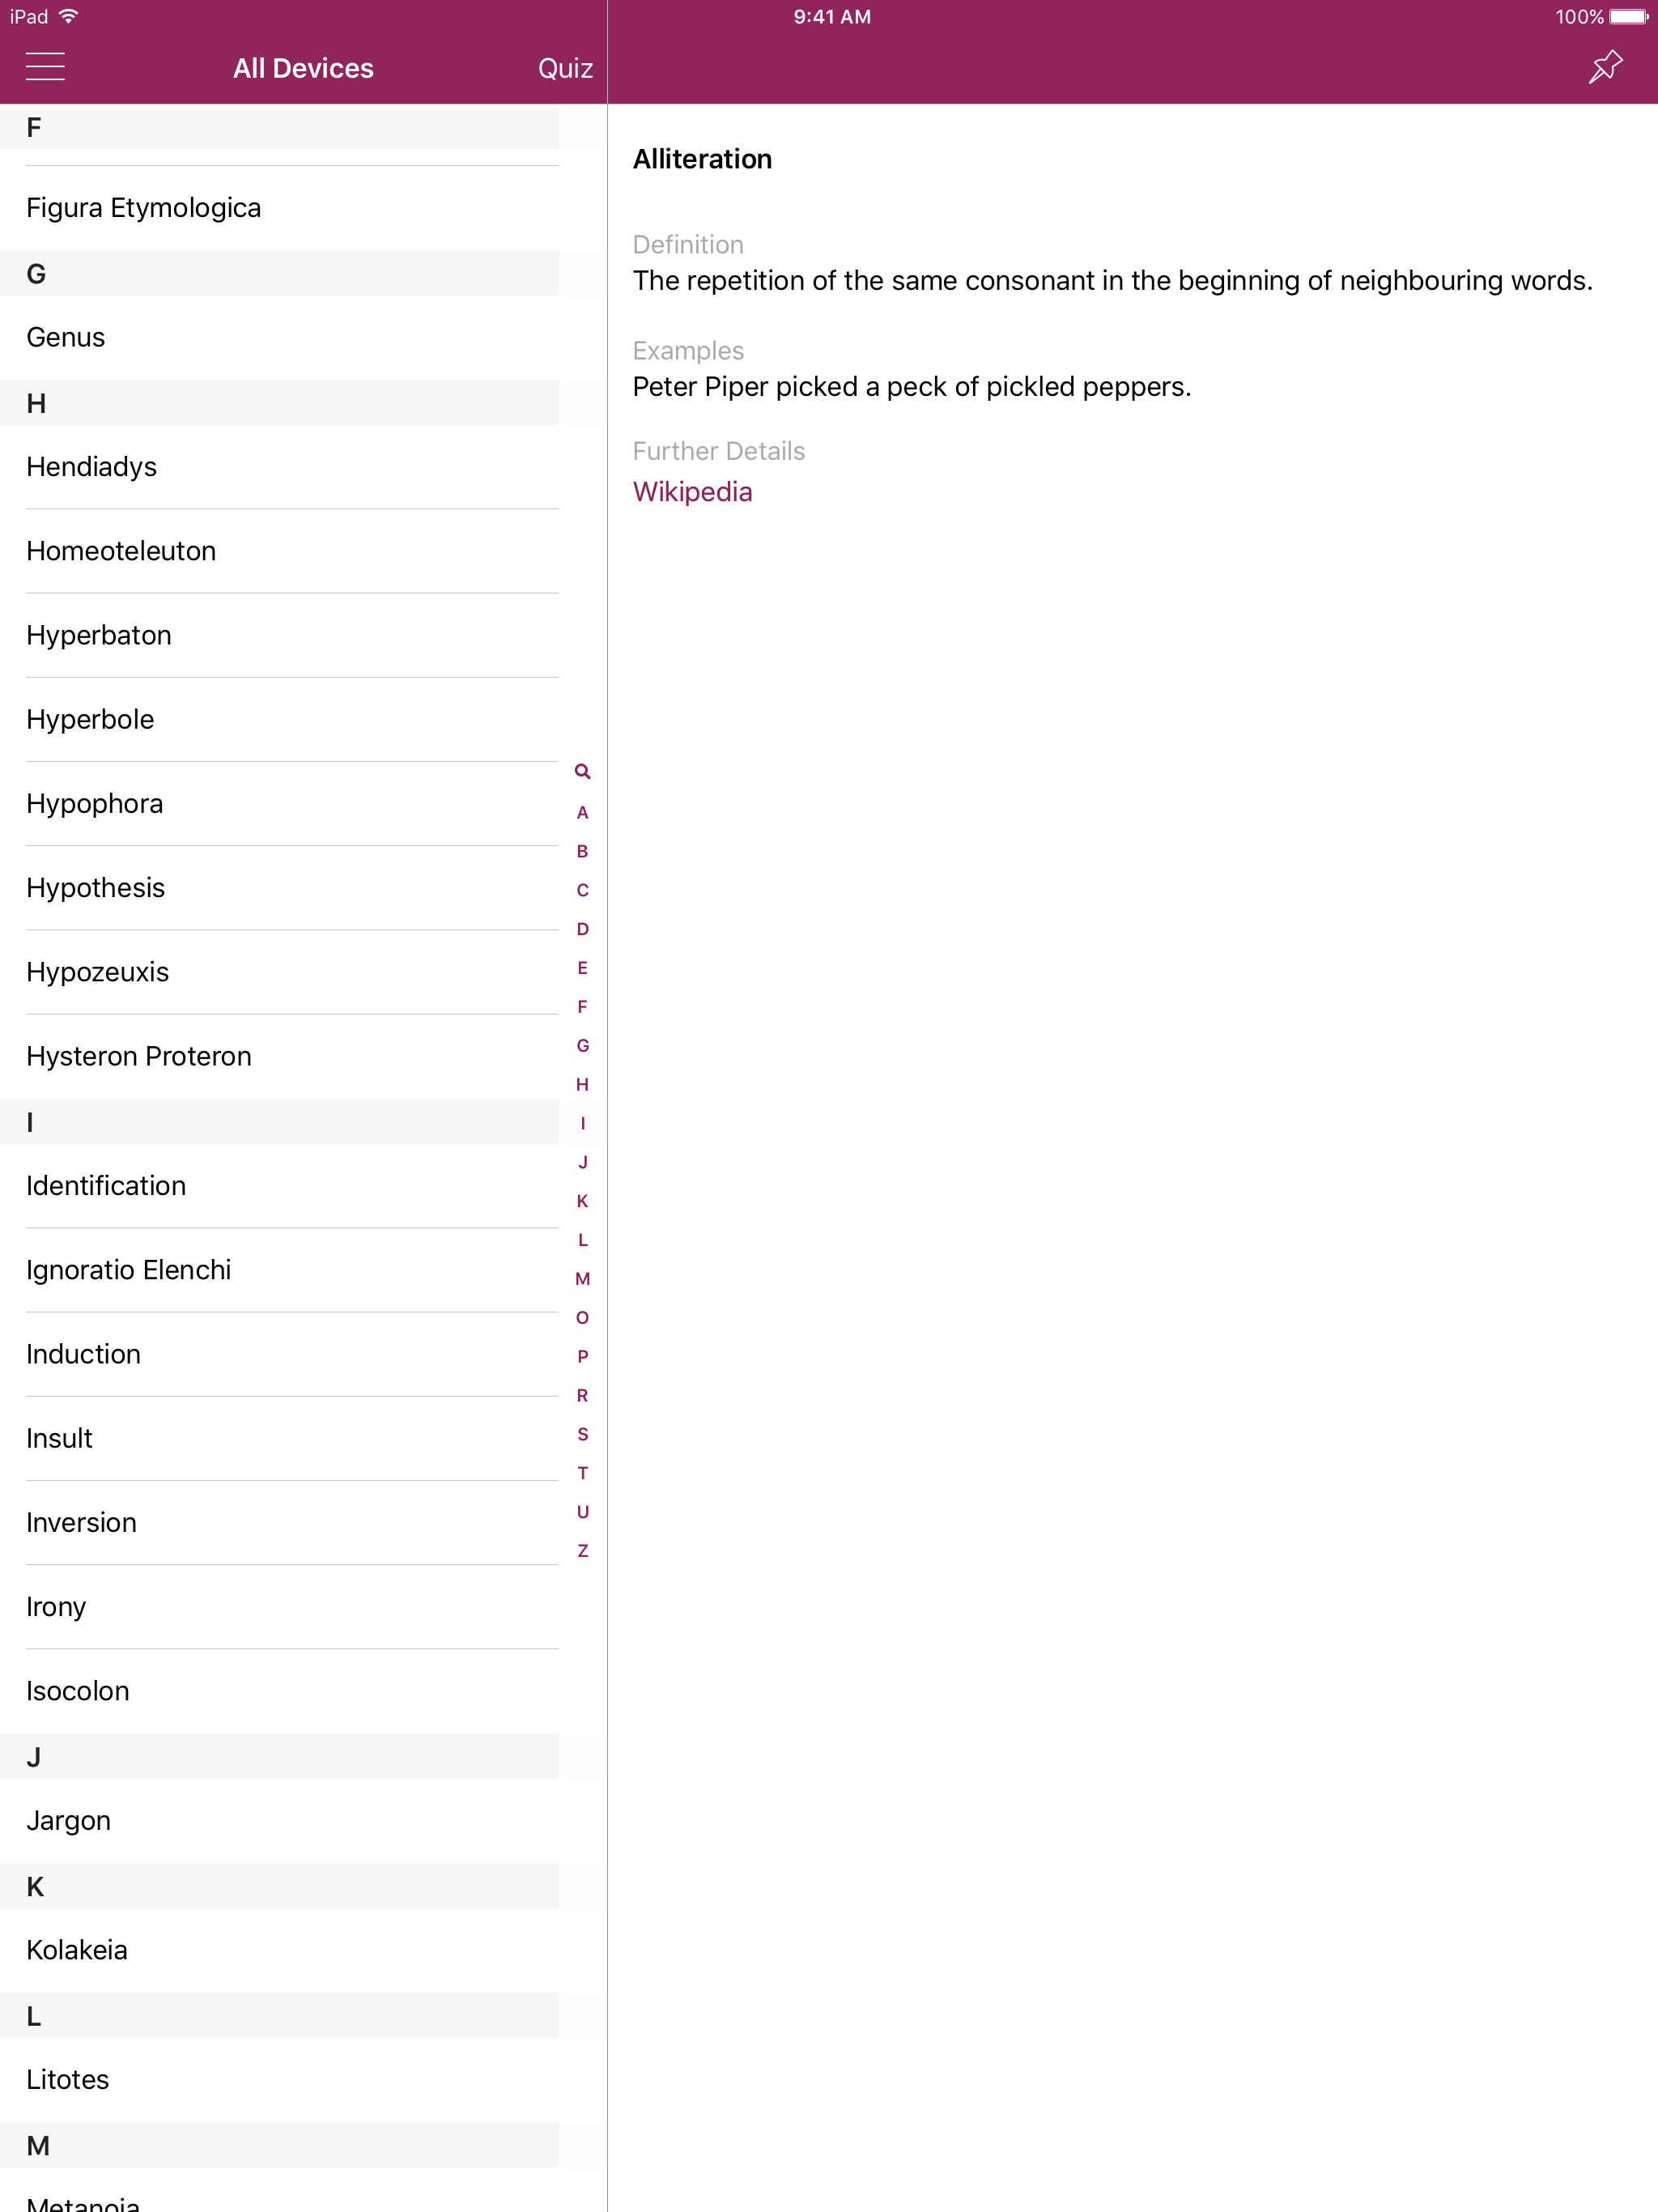 iPad
9:41 AM
100%
All Devices
Quiz
F
Figura Etymologica
G
Genus
H
Hendiadys
Homeoteleuton
Hyperbaton
Hyperbole
Hypophora
Hypothesis
Hypozeuxis
Hysteron Proteron
I
Identification
Ignoratio Elenchi
Induction
Insult
Inversion
Irony
Isocolon
J
Jargon
K
Kolakeia
L
Litotes
M
Metanoia
A
B
C
D
E
F
G
H
I
J
K
L
M
O
P
R
S
T
U
Z
Alliteration
Definition
The repetition of the same consonant in the beginning of neighbouring words.
Examples
Peter Piper picked a peck of pickled peppers.
Further Details
Wikipedia